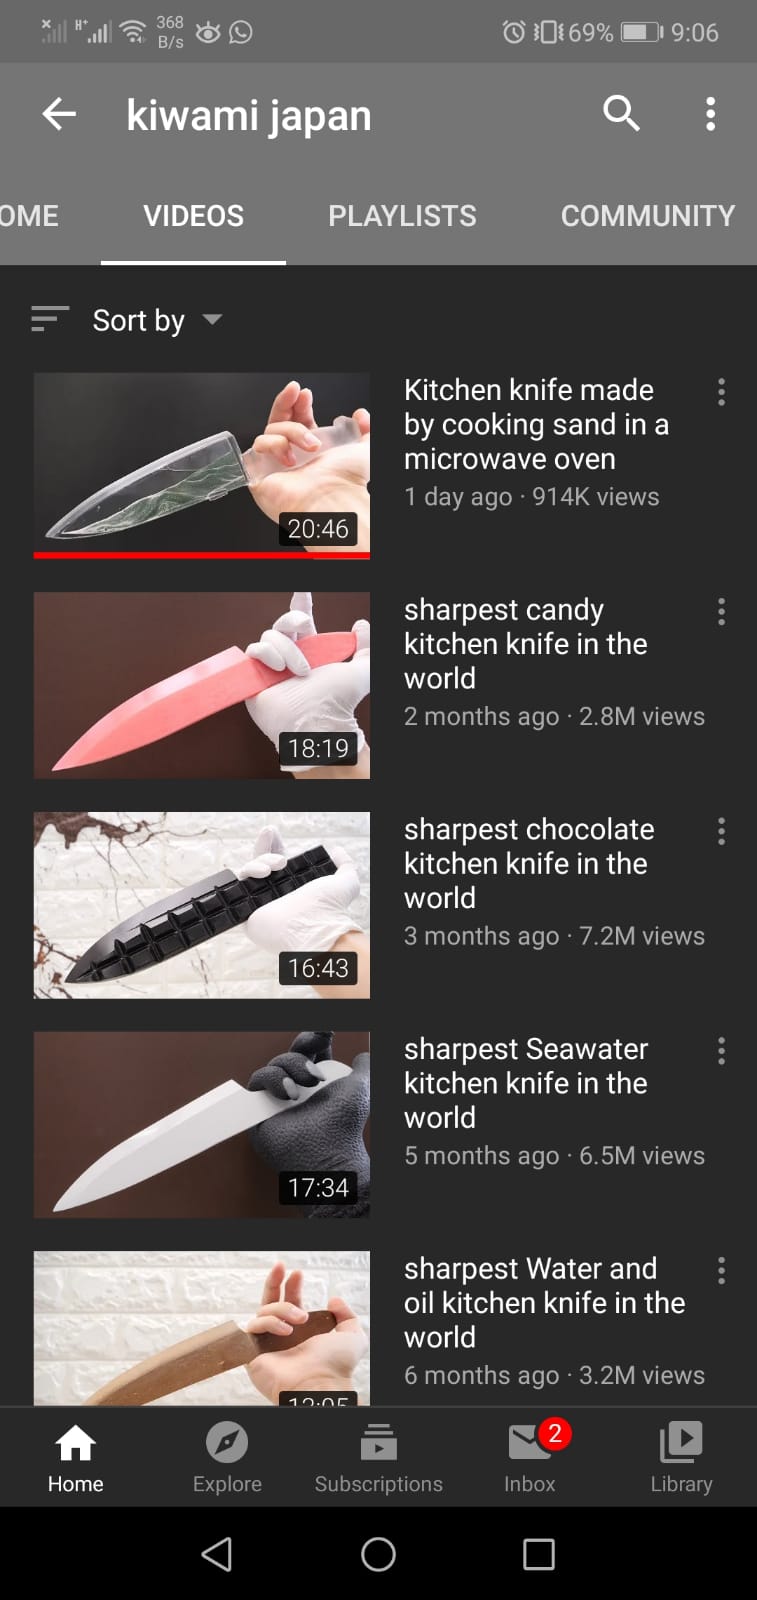 368
B/s
69%
9:06
kiwami japan
OME
VIDEOS
PLAYLISTS
COMMUNITY
Sort by
Kitchen knife made
by cooking sand in a
microwave oven
1 day ago · 914K views
20:46
sharpest candy
kitchen knife in the
world
2 months ago · 2.8M views
18:19
sharpest chocolate
kitchen knife in the
world
3 months ago · 7.2M views
16:43
sharpest Seawater
kitchen knife in the
world
5 months ago · 6.5M views
17:34
sharpest Water and
oil kitchen knife in the
world
6 months ago · 3.2M views
Home
Explore
Subscriptions
2
Inbox
Library